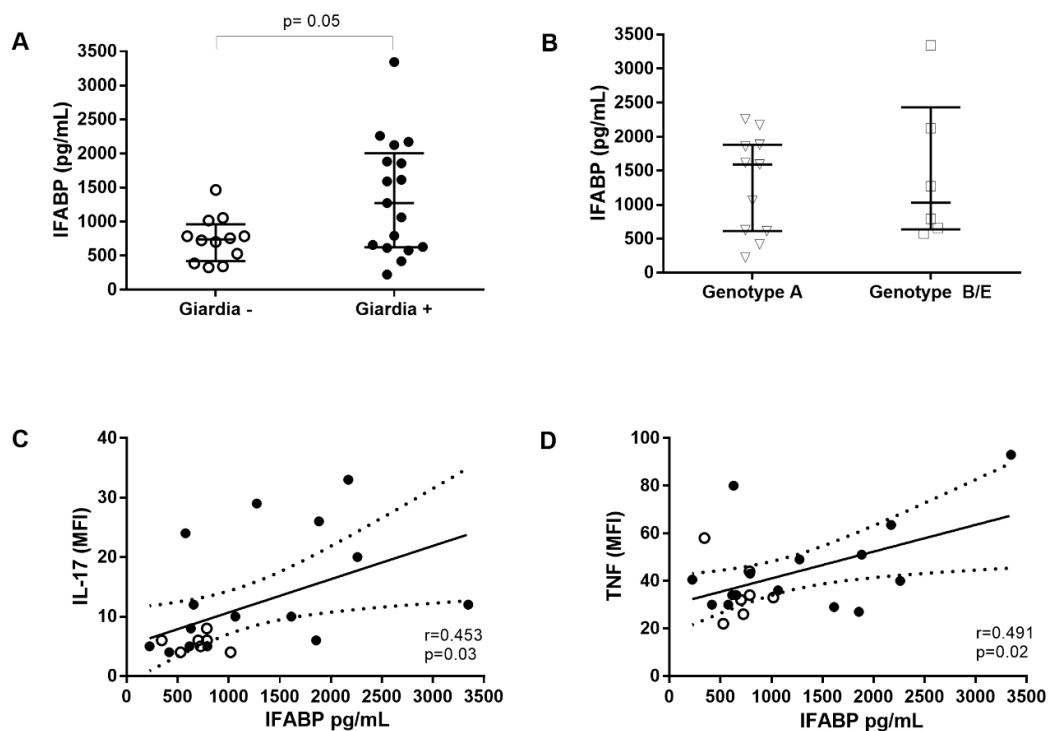 A
p= 0.05
IFABP (pg/mL)
3500
3000
2500
2000
1500
1000
500
0
Giardia -
Giardia +
B
IFABP (pg/mL)
3500
3000
2500
2000
1500
1000
500
0
Genotype A
Genotype B/E
C
IL-17 (MFI)
40
30
20
10
0
r=0.453
p=0.03
0 500 1000 1500 2000 2500 3000 3500
IFABP pg/mL
D
TNF (MFI)
100
80
60
40
20
0
r=0.491
p=0.02
0 500 1000 1500 2000 2500 3000 3500
IFABP pg/mL